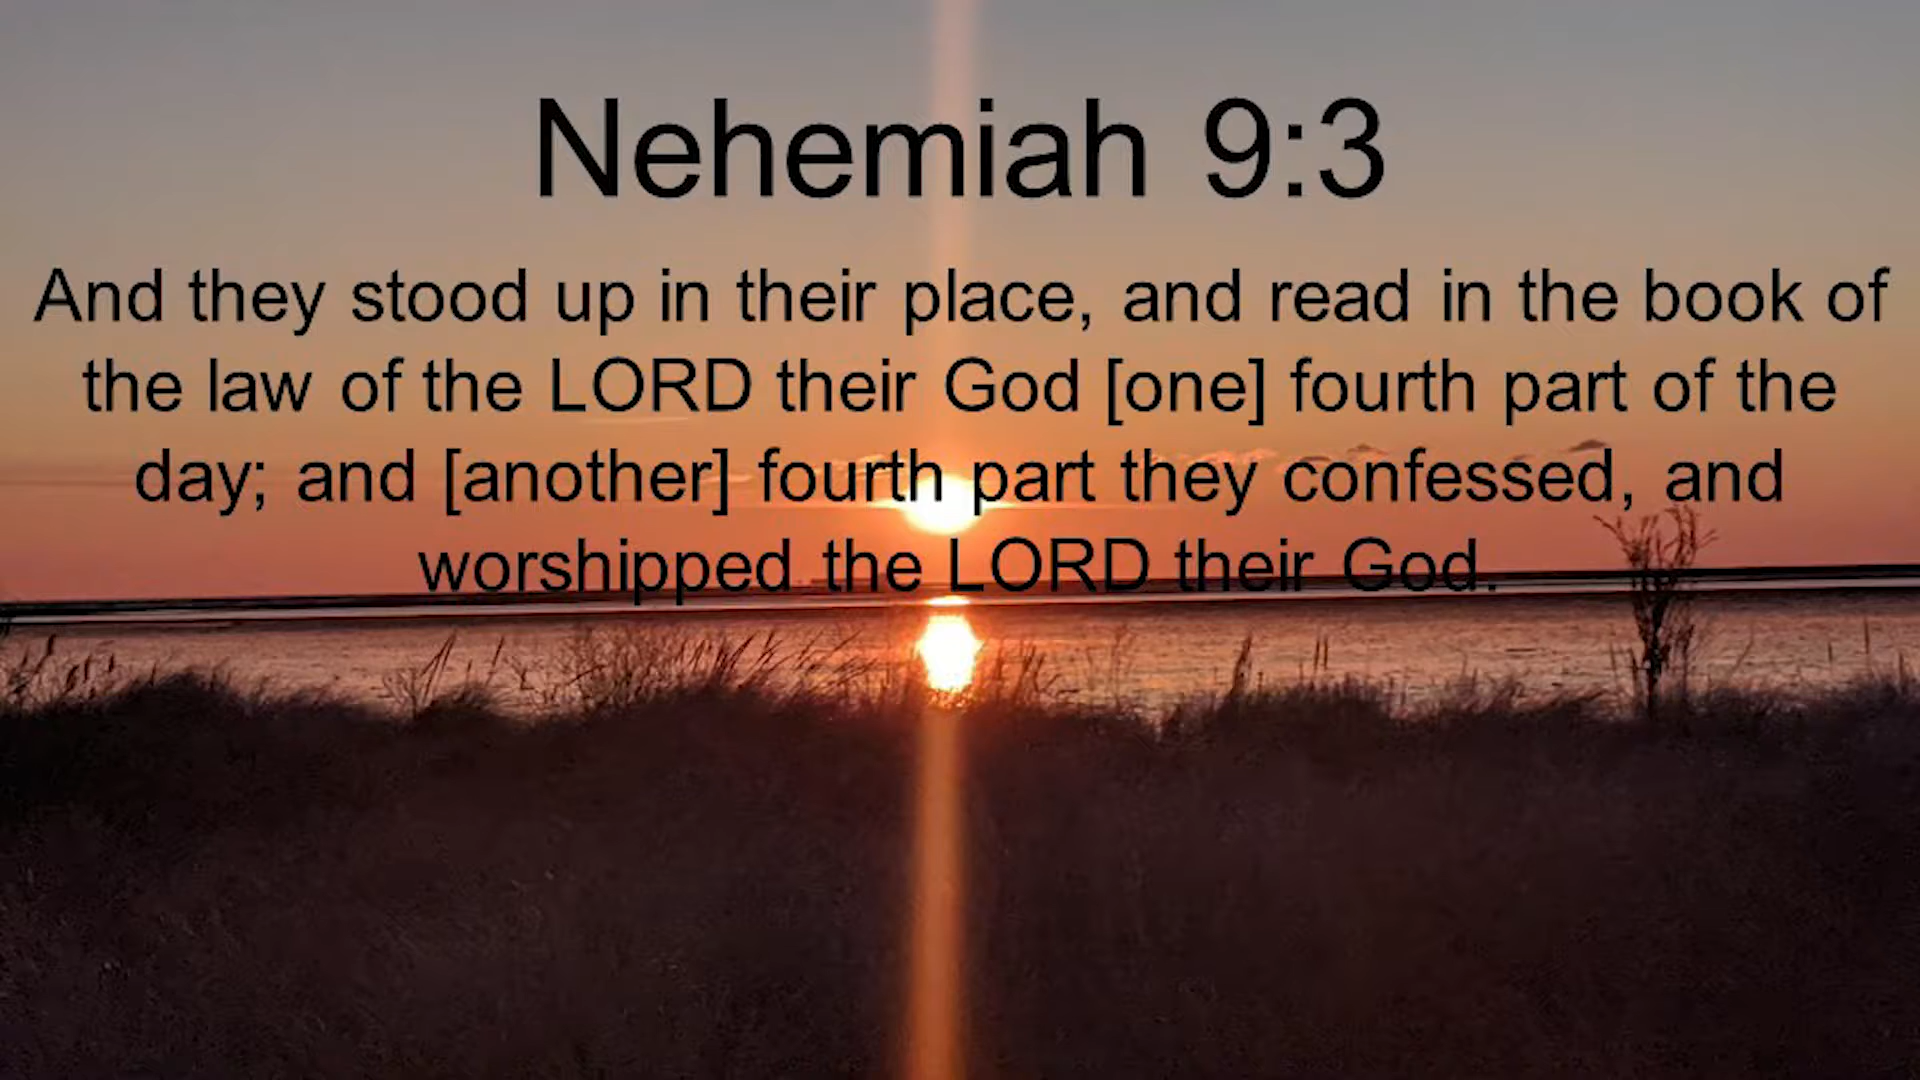 Nehemiah 9:3
And they stood up in their place, and read in the book of
the law of the LORD their God [one] fourth part of the
day; and [another] fourth part they confessed, and
worshipped the LORD their God.